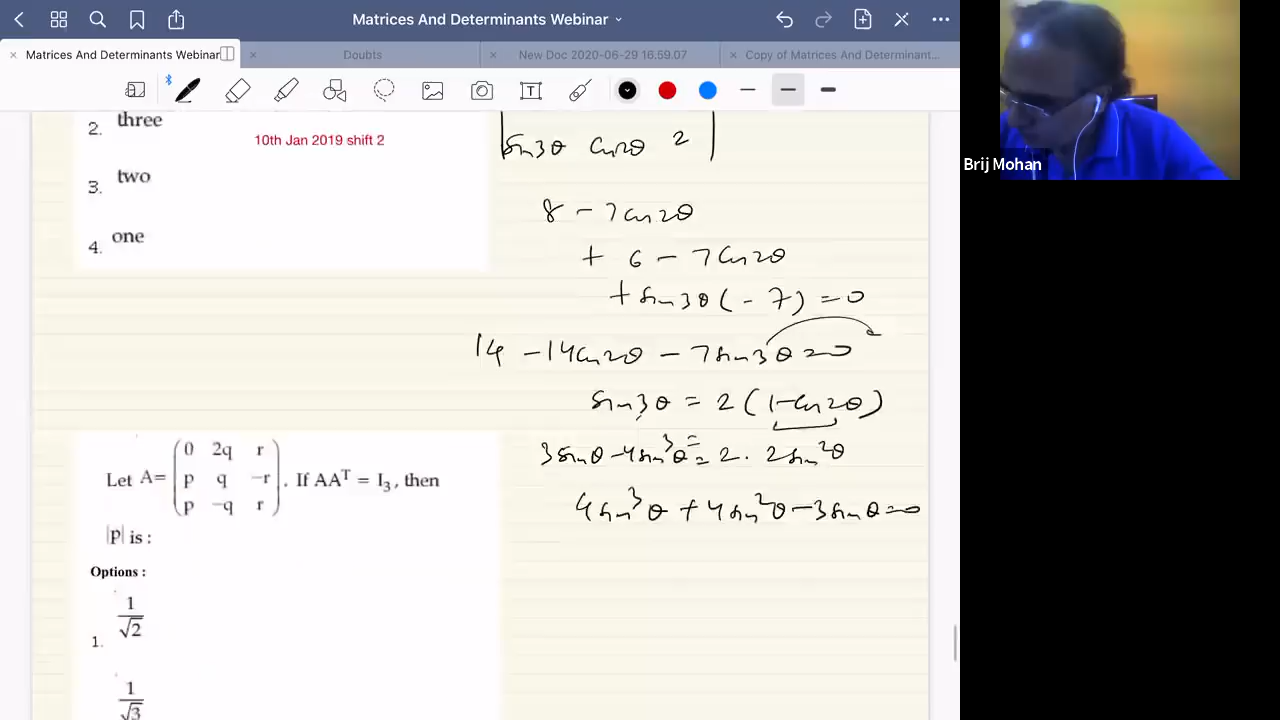 Matrices And Determinants Webinar
Matrices And Determinants Webinar
Doubts
New Doc 2020-06-29 16.59.07
Copy of Matrices And Determinant...
Brij Mohan
2. three
10th Jan 2019 shift 2
3. two
4. one
sin3θ cos2θ 2
8 - 7cos2θ
+ 6 - 7cos2θ
+ sin3θ(-7) = 0
14 - 14cos2θ - 7sin3θ = 0
sin3θ = 2(1-cos2θ)
3sinθ - 4sin³θ = 2. 2sin²θ
4sin³θ + 4sin²θ - 3sinθ = 0
Let A= (0 2q r
p q -r
p -q r). If AAᵀ = I₃, then
|p| is :
Options :
1. 1/√2
1/√3